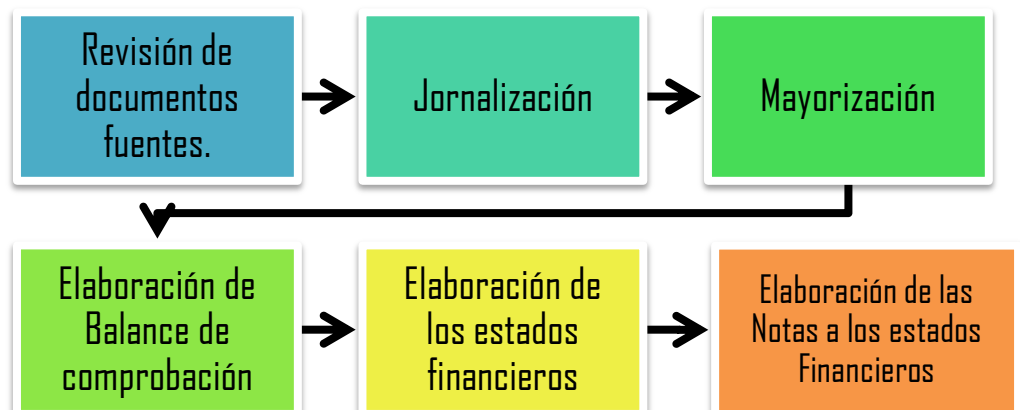 Revisión de
documentos
fuentes.
Jornalización
Mayorización
Elaboración de
Balance de
comprobación
Elaboración de
los estados
financieros
Elaboración de las
Notas a los estados
Financieros